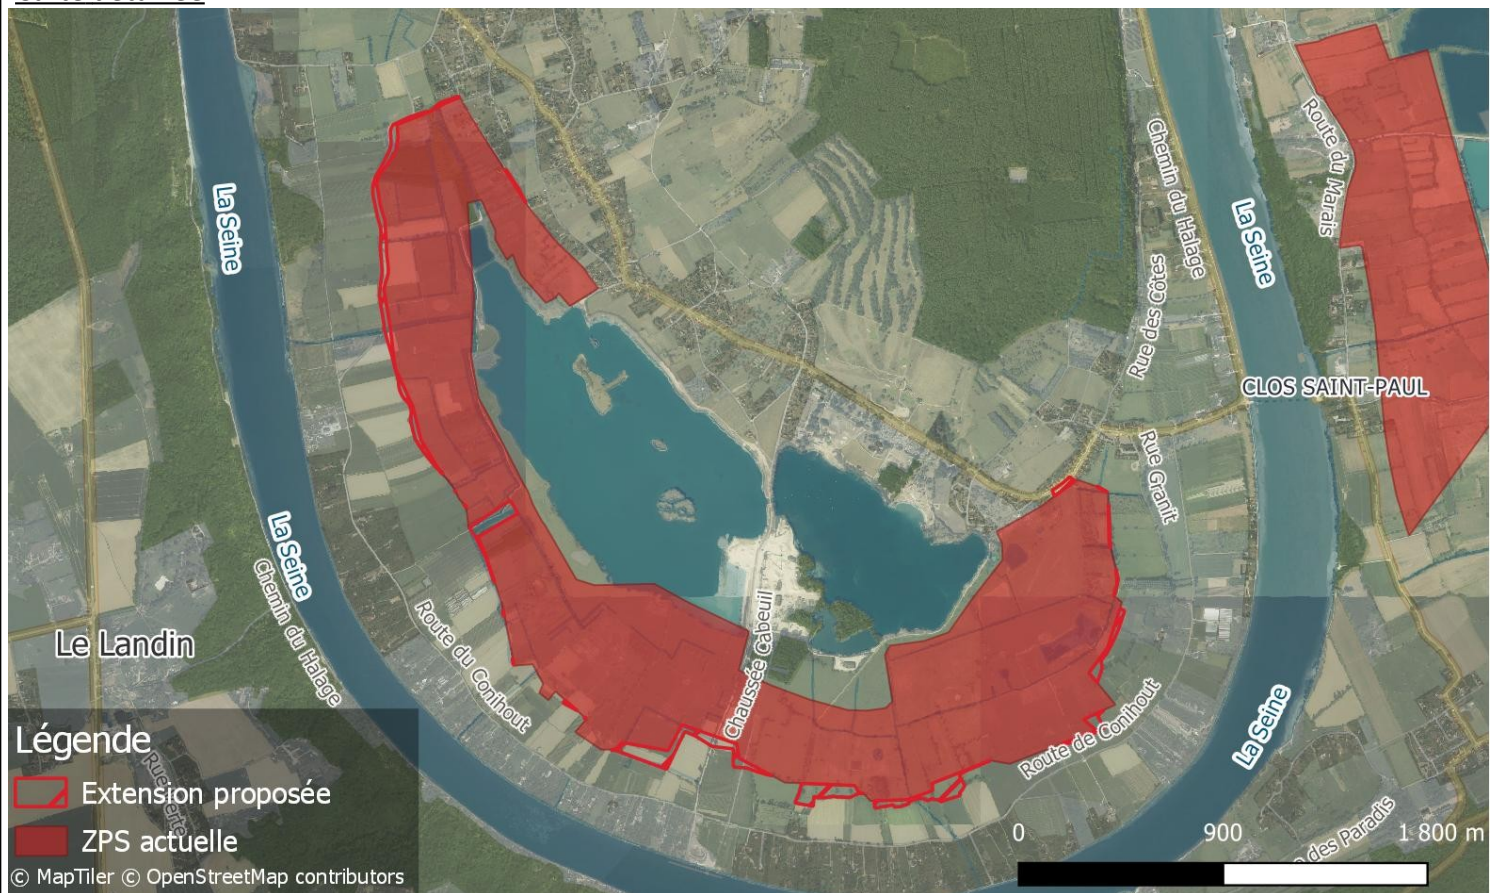 La Seine
La Seine
Chemin du Halage
Le Landin
Route du Conihout
Chaussée Cabeuil
Route de Conihout
La Seine
Chemin du Halage
La Seine
Rue des Côtes
Route du Marais
CLOS SAINT-PAUL
Rue Granit
des Paradis
Légende
Extension proposée
ZPS actuelle
© MapTiler © OpenStreetMap contributors
0 900 1 800 m